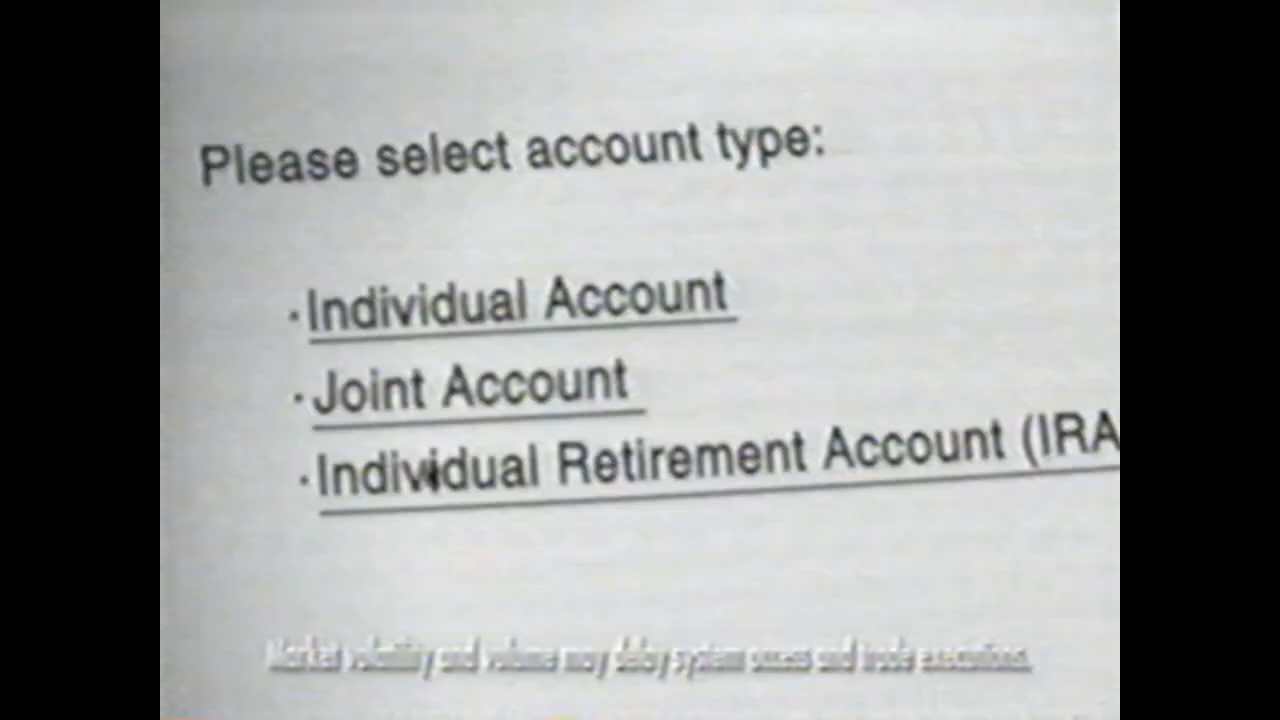 Please select account type:
· Individual Account
· Joint Account
· Individual Retirement Account (IRA
Market volatility and volume may delay system access and trade executions.